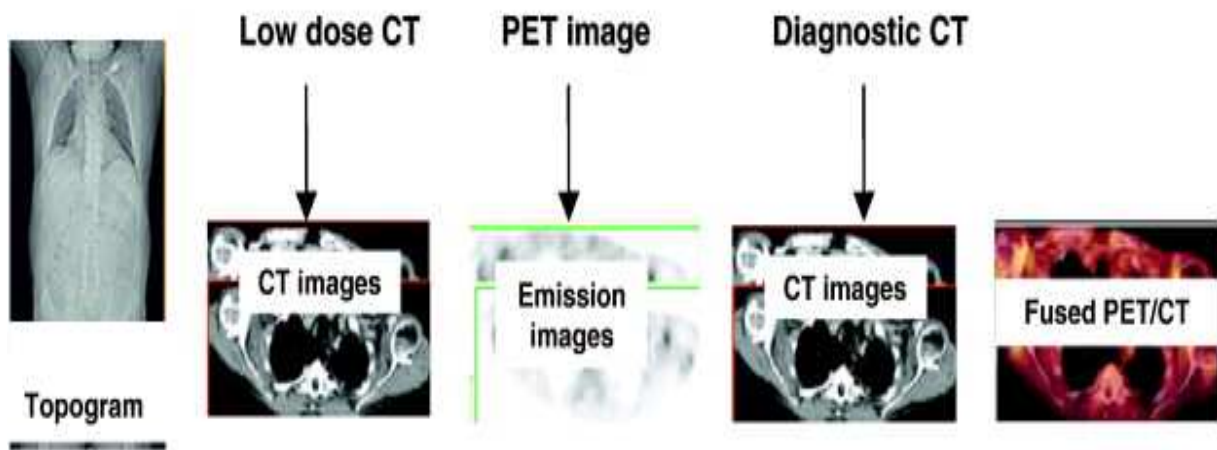 Low dose CT
PET image
Diagnostic CT
CT images
Emission
images
CT images
Fused PET/CT
Topogram